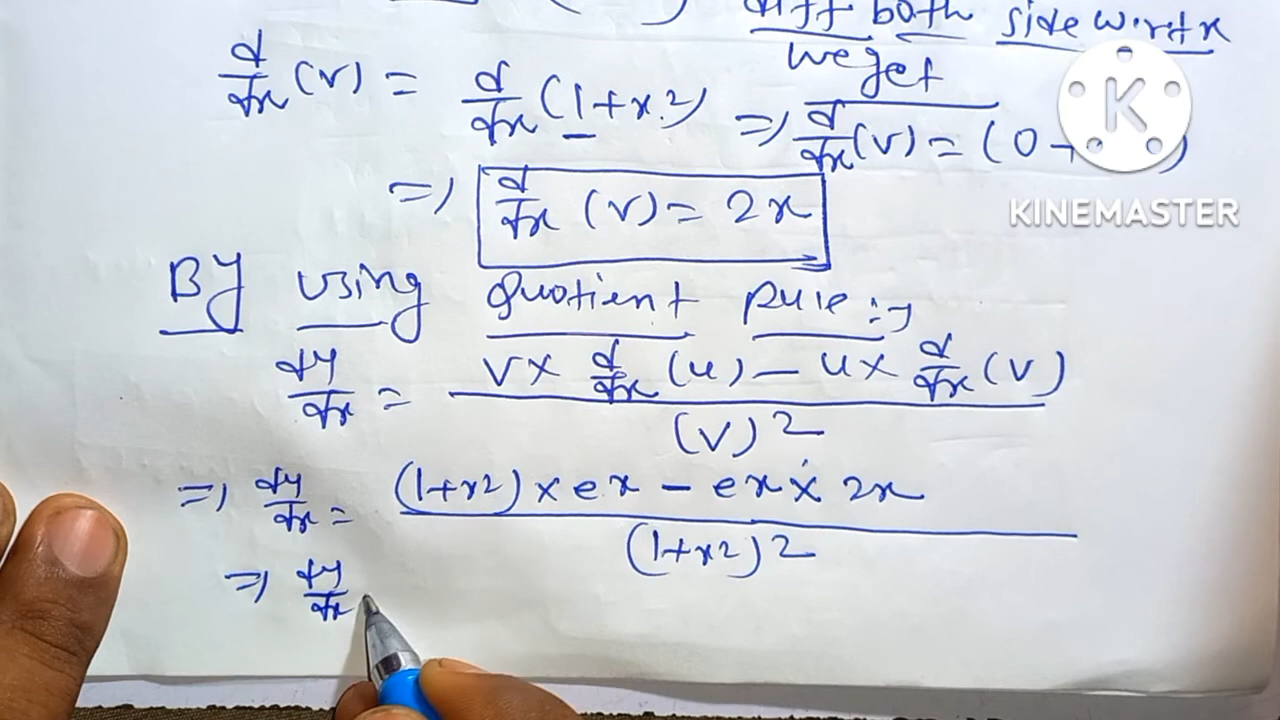 diff both side w.r.t x
we get
d/dx (v) = d/dx (1+x2) => d/dx (v) = (0+ )
=> d/dx (v) = 2x
By using Quotient Rule :-
dy/dx = v× d/dx (u) – u× d/dx (v) / (v)2
=> dy/dx = (1+x2) × ex – ex × 2x / (1+x2)2
=> dy/dx
K
KINEMASTER